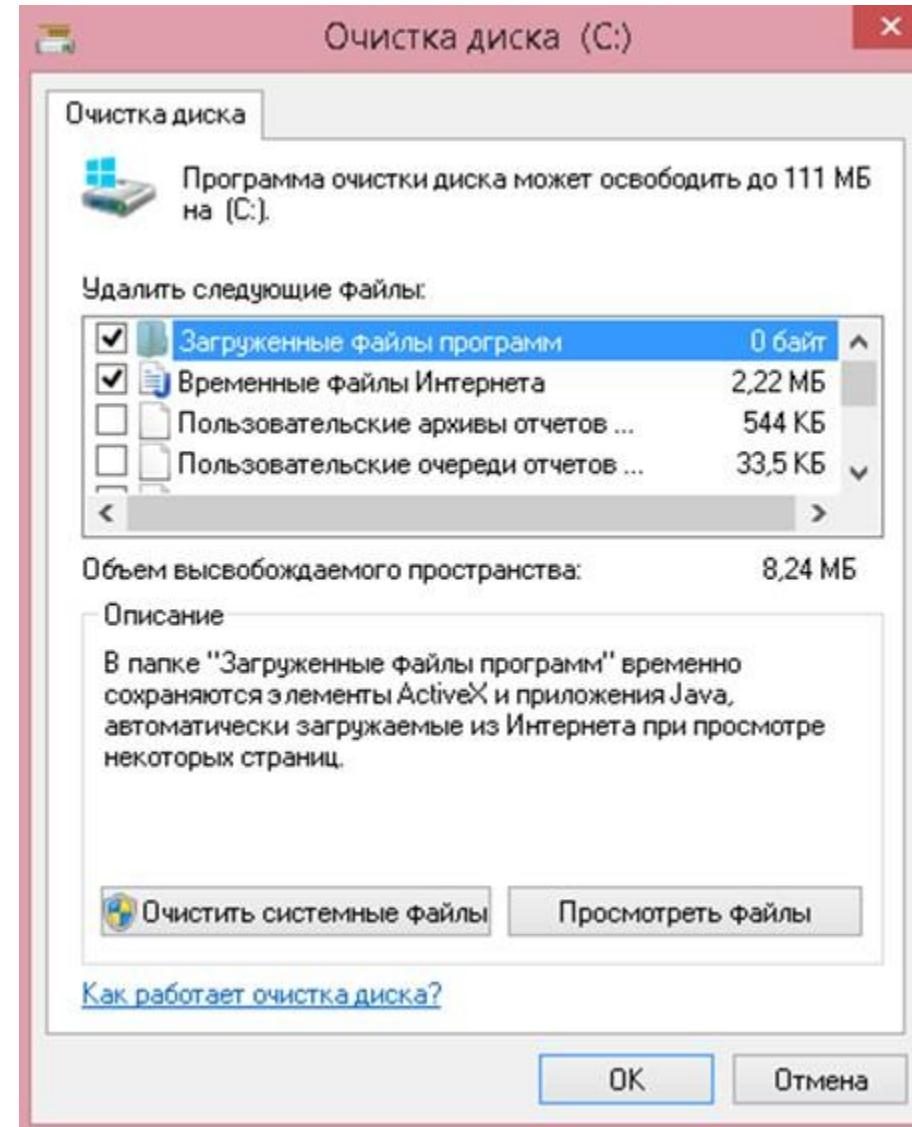 Очистка диска (C:)
Очистка диска
Программа очистки диска может освободить до 111 МБ
на (C:).
Удалить следующие файлы:
Загруженные файлы программ 0 байт
Временные файлы Интернета 2,22 МБ
Пользовательские архивы отчетов ... 544 КБ
Пользовательские очереди отчетов ... 33,5 КБ
Объем высвобождаемого пространства: 8,24 МБ
Описание
В папке "Загруженные файлы программ" временно
сохраняются элементы ActiveX и приложения Java,
автоматически загружаемые из Интернета при просмотре
некоторых страниц.
Очистить системные файлы Просмотреть файлы
Как работает очистка диска?
OK Отмена